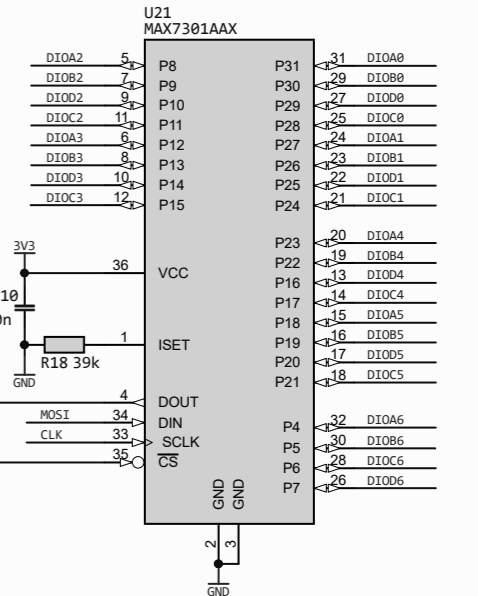 U21
MAX7301AAX
DIOA2 5 P8 P31 31 DIOA0
DIOB2 7 P9 P30 29 DIOB0
DIOD2 9 P10 P29 27 DIOD0
DIOC2 11 P11 P28 25 DIOC0
DIOA3 6 P12 P27 24 DIOA1
DIOB3 8 P13 P26 23 DIOB1
DIOD3 10 P14 P25 22 DIOD1
DIOC3 12 P15 P24 21 DIOC1
P23 20 DIOA4
3V3 36 VCC P22 19 DIOB4
P16 13 DIOD4
10 P17 14 DIOC4
P18 15 DIOA5
1 ISET P19 16 DIOB5
R18 39k P20 17 DIOD5
GND P21 18 DIOC5
4 DOUT
MOSI 34 DIN P4 32 DIOA6
CLK 33 SCLK P5 30 DIOB6
35 CS P6 28 DIOC6
P7 26 DIOD6
GND GND
2 3
GND